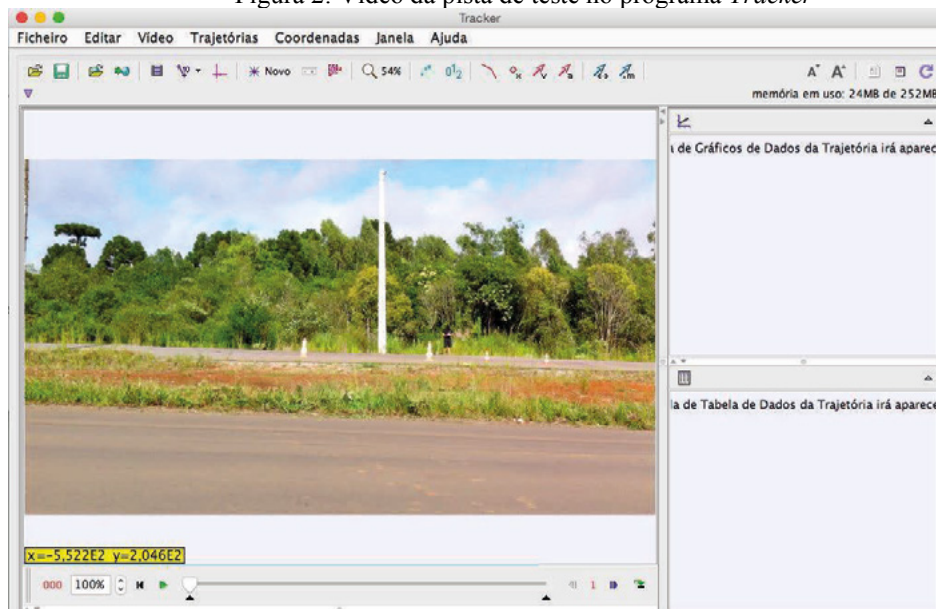 Figura 2: Vídeo da pista de teste no programa Tracker
Tracker
Ficheiro Editar Vídeo Trajetórias Coordenadas Janela Ajuda
Novo 54%
memória em uso: 24MB de 252MB
de Gráficos de Dados da Trajetória irá aparec
la de Tabela de Dados da Trajetória irá aparece
x=-5,522E2 y=2,046E2
000 100% 1